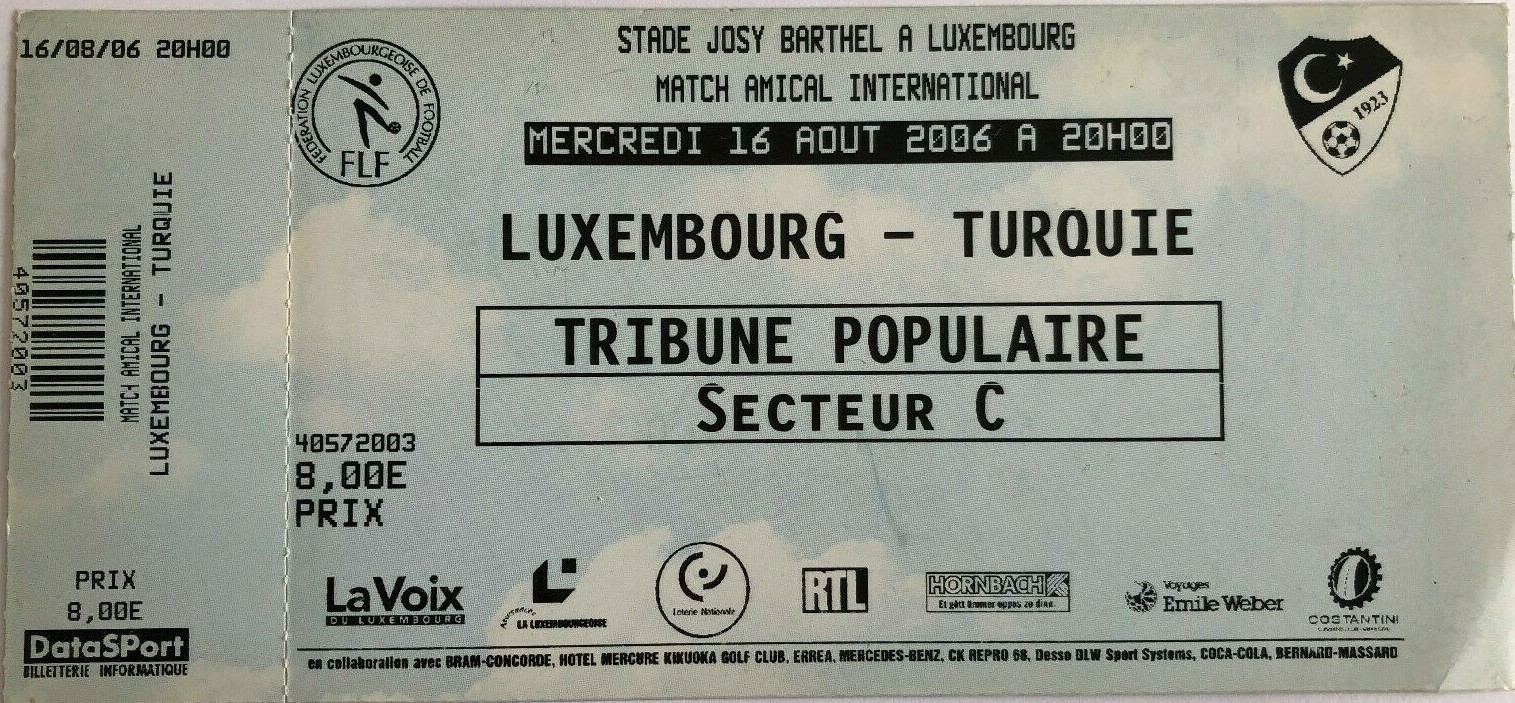 16/08/06 20H00
40572003
MATCH AMICAL INTERNATIONAL
LUXEMBOURG - TURQUIE
PRIX
8,00E
DataSPort
BILLETTERIE INFORMATIQUE
FEDERATION LUXEMBOURGEOISE DE FOOTBALL
FLF
STADE JOSY BARTHEL A LUXEMBOURG
MATCH AMICAL INTERNATIONAL
MERCREDI 16 AOUT 2006 A 20H00
1923
LUXEMBOURG - TURQUIE
TRIBUNE POPULAIRE
SECTEUR C
40572003
8,00E
PRIX
La Voix
DU LUXEMBOURG
LA LUXEMBOURGEOISE
Loterie Nationale
RTL
HORNBACH
Et gëtt ëmmer eppes ze dinn.
Voyages
Emile Weber
COSTANTINI
en collaboration avec BRAM-CONCORDE, HOTEL MERCURE KIKUOKA GOLF CLUB, ERREA, MERCEDES-BENZ, CK REPRO 68, Desso DLW Sport Systems, COCA-COLA, BERNARD-MASSARD